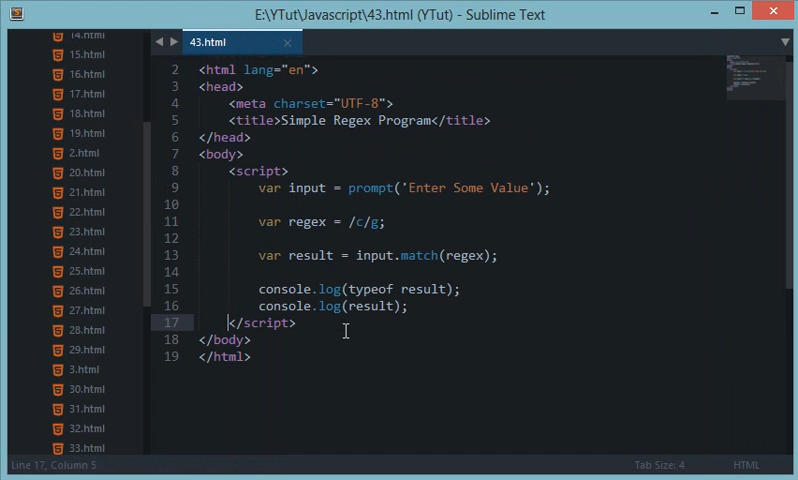 E:\YTut\Javascript\43.html (YTut) - Sublime Text
14.html
15.html
16.html
17.html
18.html
19.html
2.html
20.html
21.html
22.html
23.html
24.html
25.html
26.html
27.html
28.html
29.html
3.html
30.html
31.html
32.html
33.html
43.html
2 <html lang="en">
3 <head>
4 <meta charset="UTF-8">
5 <title>Simple Regex Program</title>
6 </head>
7 <body>
8 <script>
9 var input = prompt('Enter Some Value');
10
11 var regex = /c/g;
12
13 var result = input.match(regex);
14
15 console.log(typeof result);
16 console.log(result);
17 </script>
18 </body>
19 </html>
Line 17, Column 5
Tab Size: 4
HTML